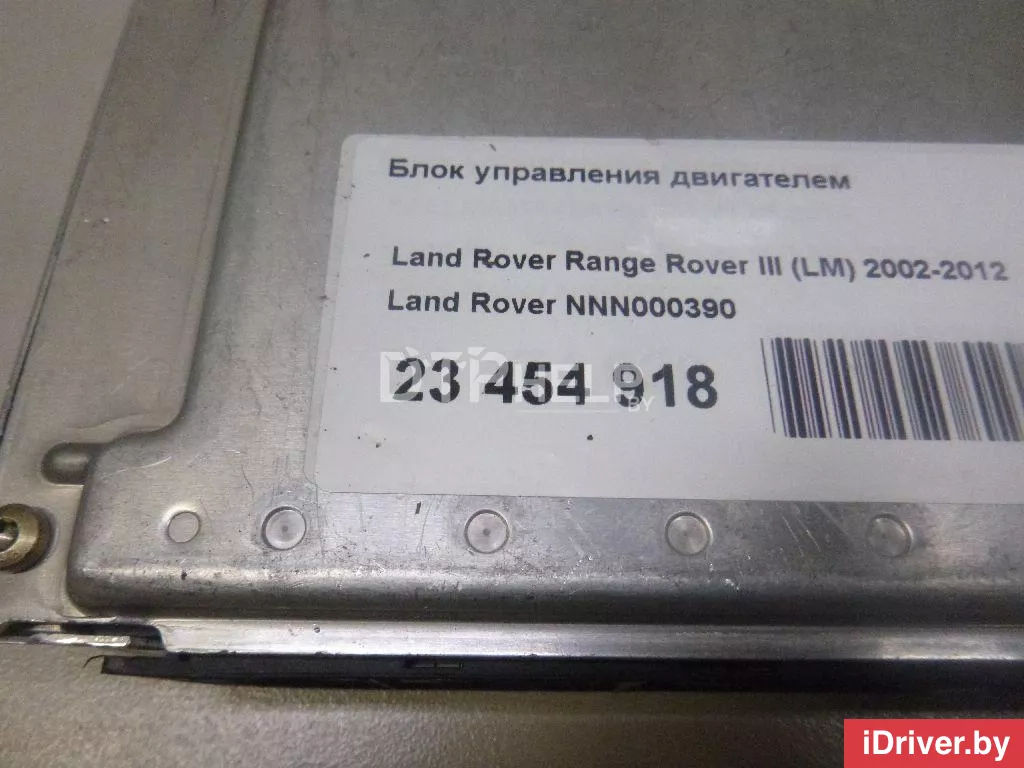 Блок управления двигателем
Land Rover Range Rover III (LM) 2002-2012
Land Rover NNN000390
23 454 918
iDriver.by